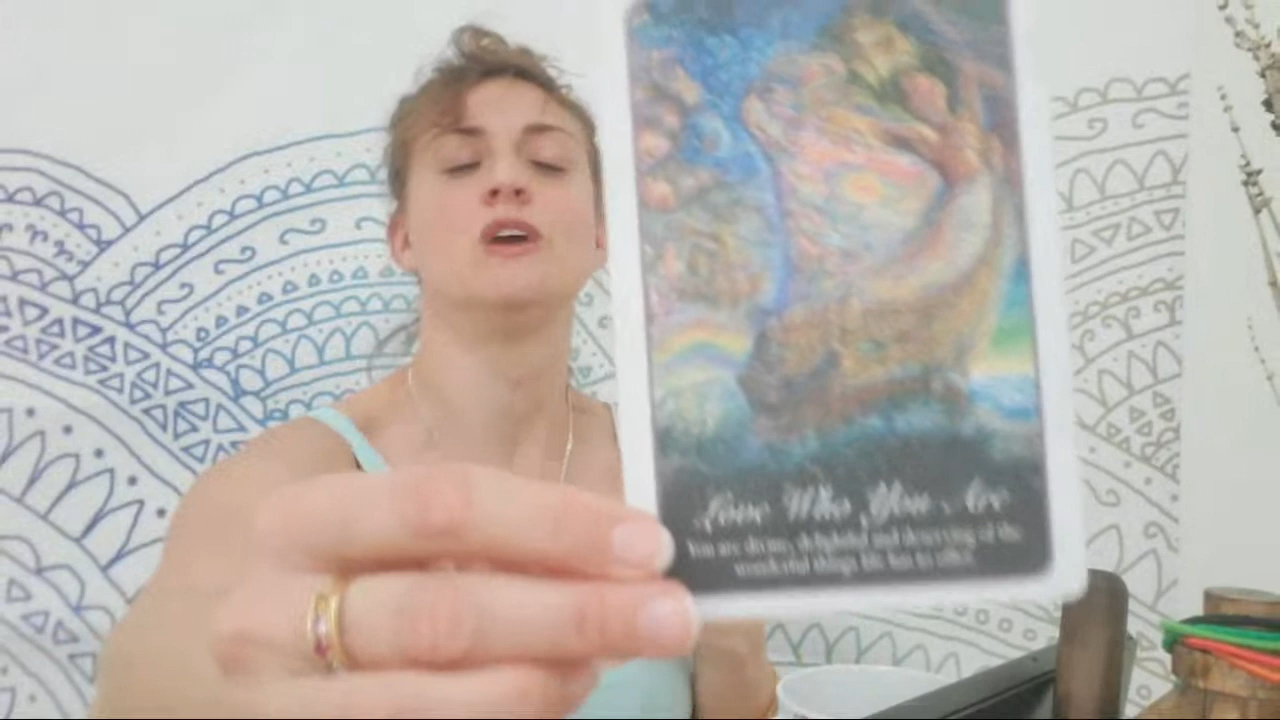 Love Who You Are
You are divine, delightful and deserving of the
wonderful things life has to offer.